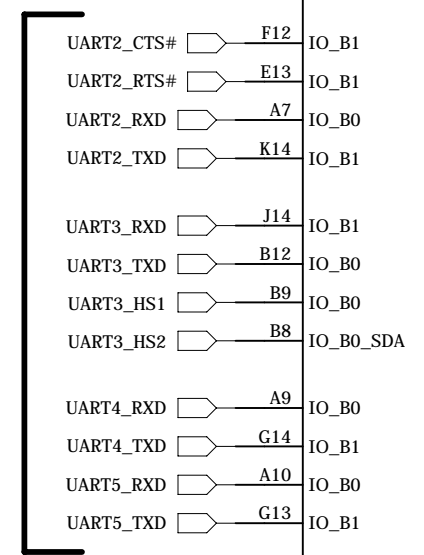 UART2_CTS# F12 IO_B1
UART2_RTS# E13 IO_B1
UART2_RXD A7 IO_B0
UART2_TXD K14 IO_B1
UART3_RXD J14 IO_B1
UART3_TXD B12 IO_B0
UART3_HS1 B9 IO_B0
UART3_HS2 B8 IO_B0_SDA
UART4_RXD A9 IO_B0
UART4_TXD G14 IO_B1
UART5_RXD A10 IO_B0
UART5_TXD G13 IO_B1